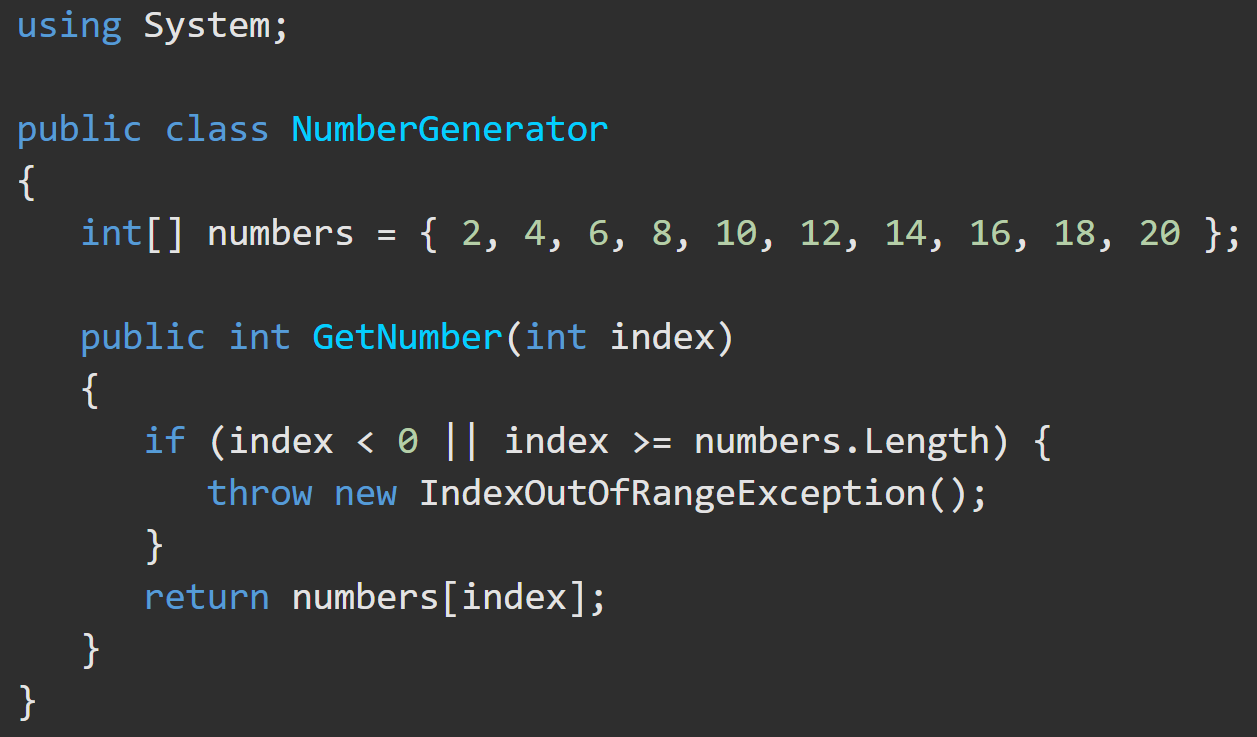 using System;

public class NumberGenerator
{
   int[] numbers = { 2, 4, 6, 8, 10, 12, 14, 16, 18, 20 };

   public int GetNumber(int index)
   {
      if (index < 0 || index >= numbers.Length) {
         throw new IndexOutOfRangeException();
      }
      return numbers[index];
   }
}